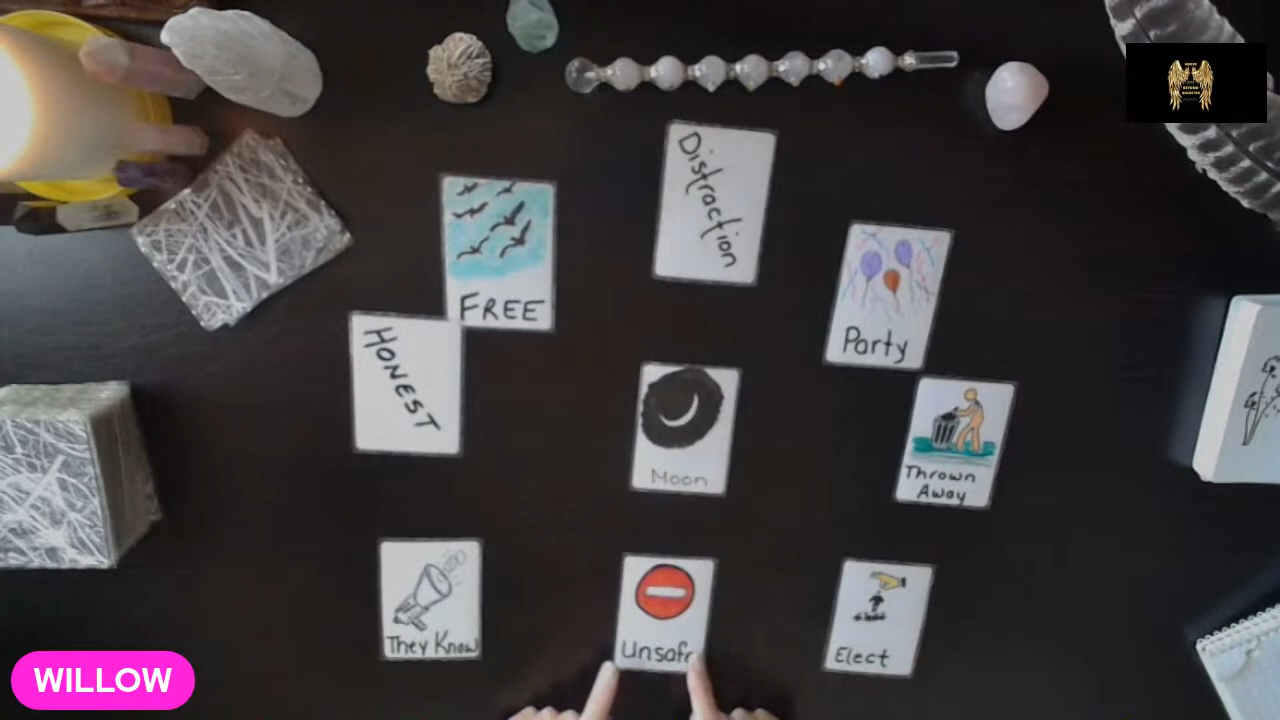 Distraction
FREE
Party
HONEST
Moon
Thrown
Away
They Know
Unsafe
Elect
WILLOW